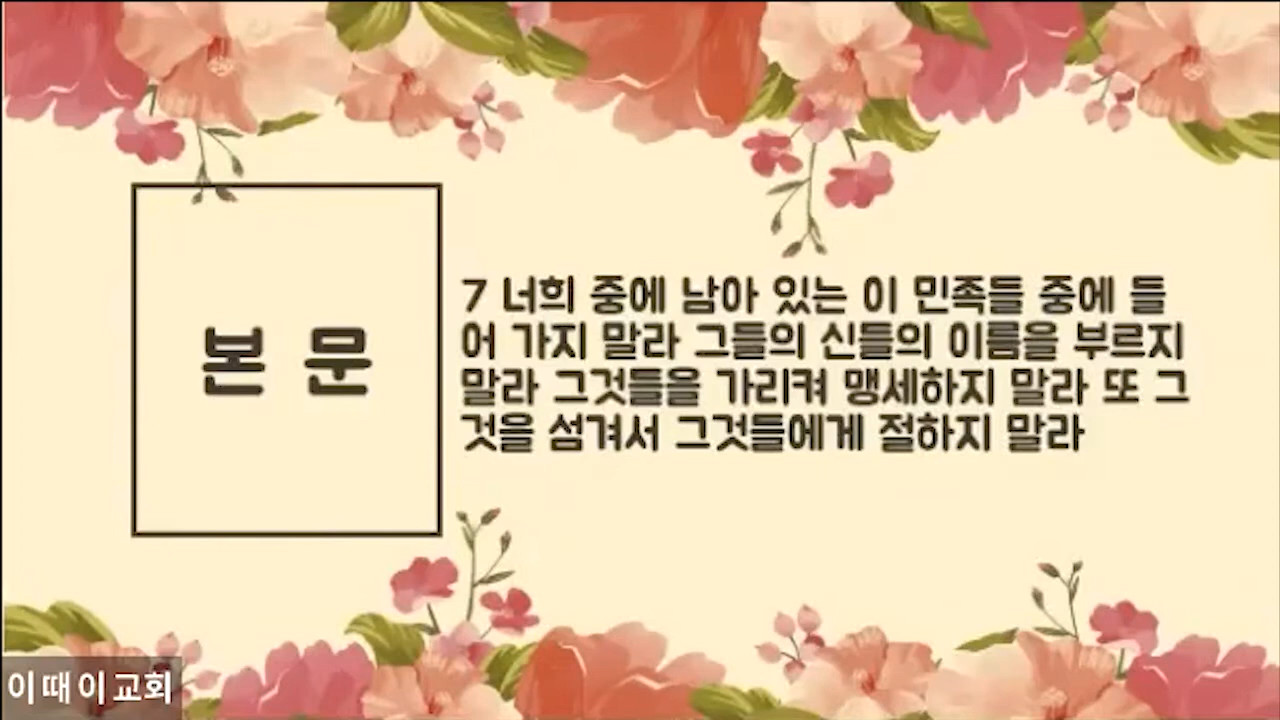 본 문
7 너희 중에 남아 있는 이 민족들 중에 들
어 가지 말라 그들의 신들의 이름을 부르지
말라 그것들을 가리켜 맹세하지 말라 또 그
것을 섬겨서 그것들에게 절하지 말라
이 때 이 교회